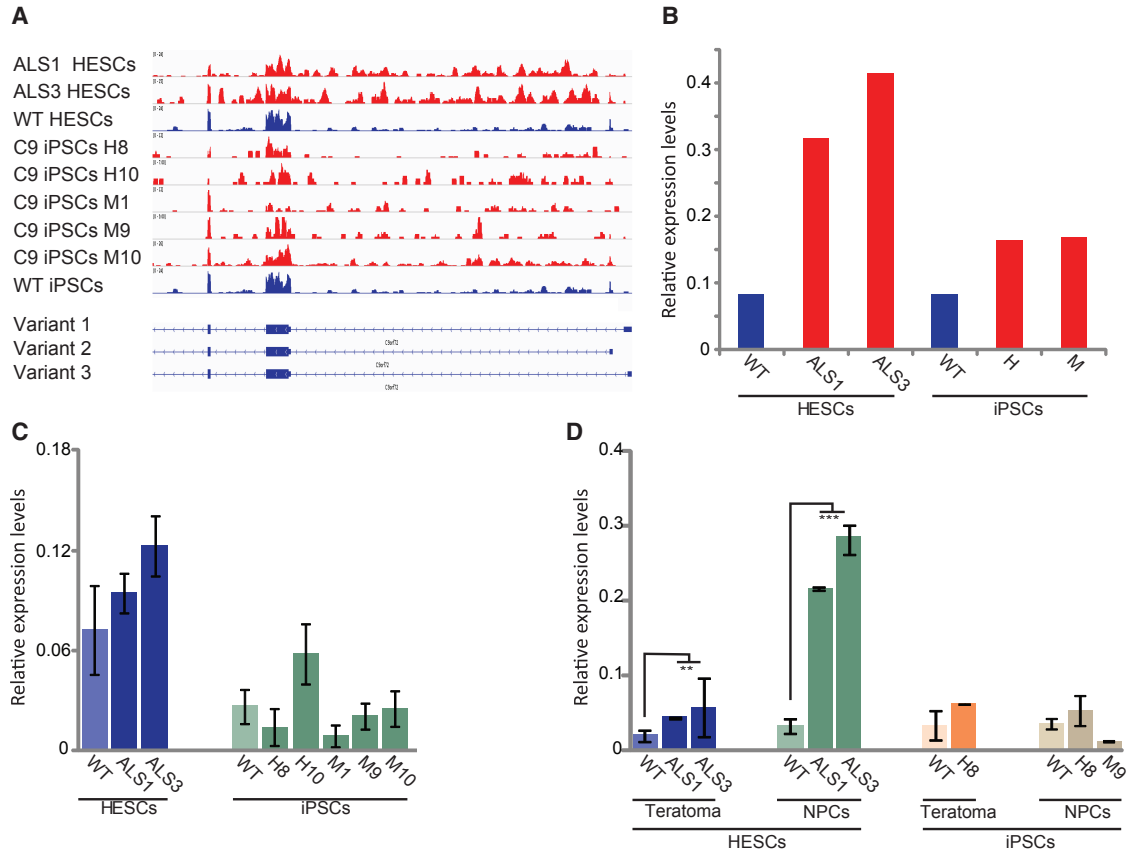 A
ALS1 HESCs
ALS3 HESCs
WT HESCs
C9 iPSCs H8
C9 iPSCs H10
C9 iPSCs M1
C9 iPSCs M9
C9 iPSCs M10
WT iPSCs
Variant 1
Variant 2
Variant 3
C9orf72
C9orf72
C9orf72
B
Relative expression levels
0.4
0.3
0.2
0.1
0
WT ALS1 ALS3 WT H M
HESCs iPSCs
C
Relative expression levels
0.18
0.12
0.06
0
WT ALS1 ALS3 WT H8 H10 M1 M9 M10
HESCs iPSCs
D
Relative expression levels
0.4
0.3
0.2
0.1
0
**
***
WT ALS1 ALS3 WT ALS1 ALS3 WT H8 WT H8 M9
Teratoma NPCs Teratoma NPCs
HESCs iPSCs